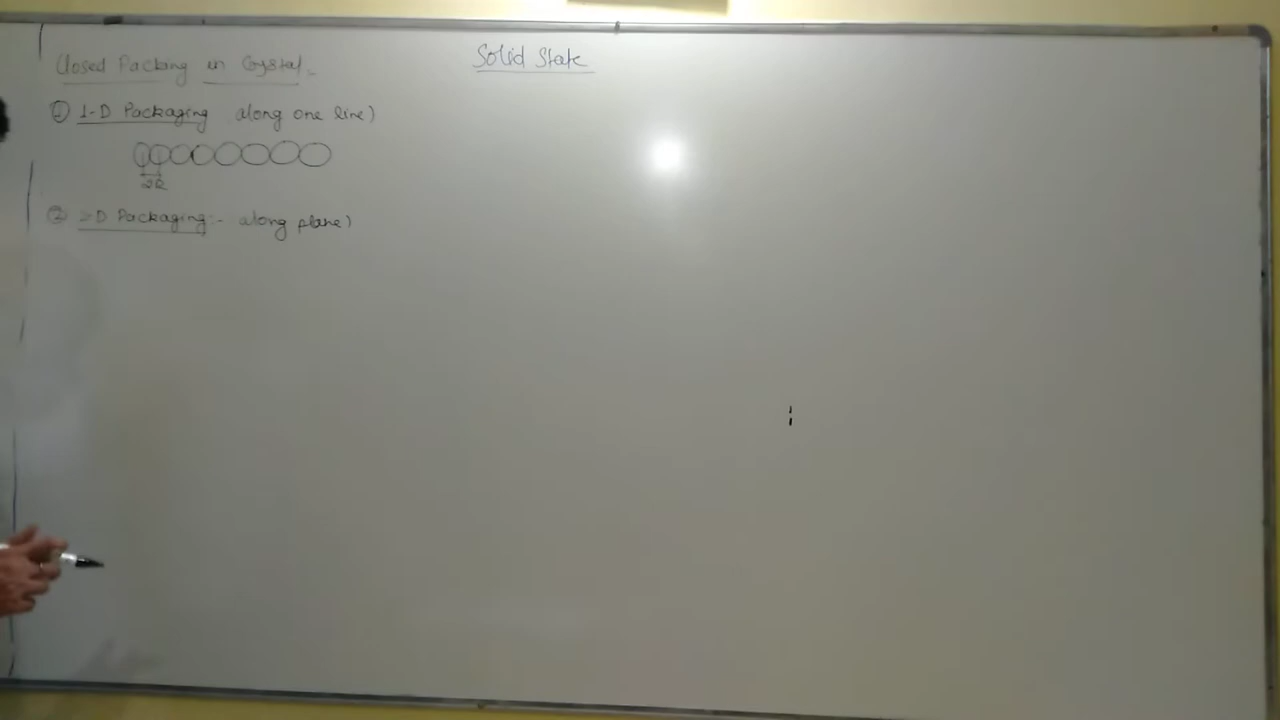 Solid State
Closed Packing in Crystal
① 1-D Packaging along one line)
2R
② 2-D Packaging:- along plane)